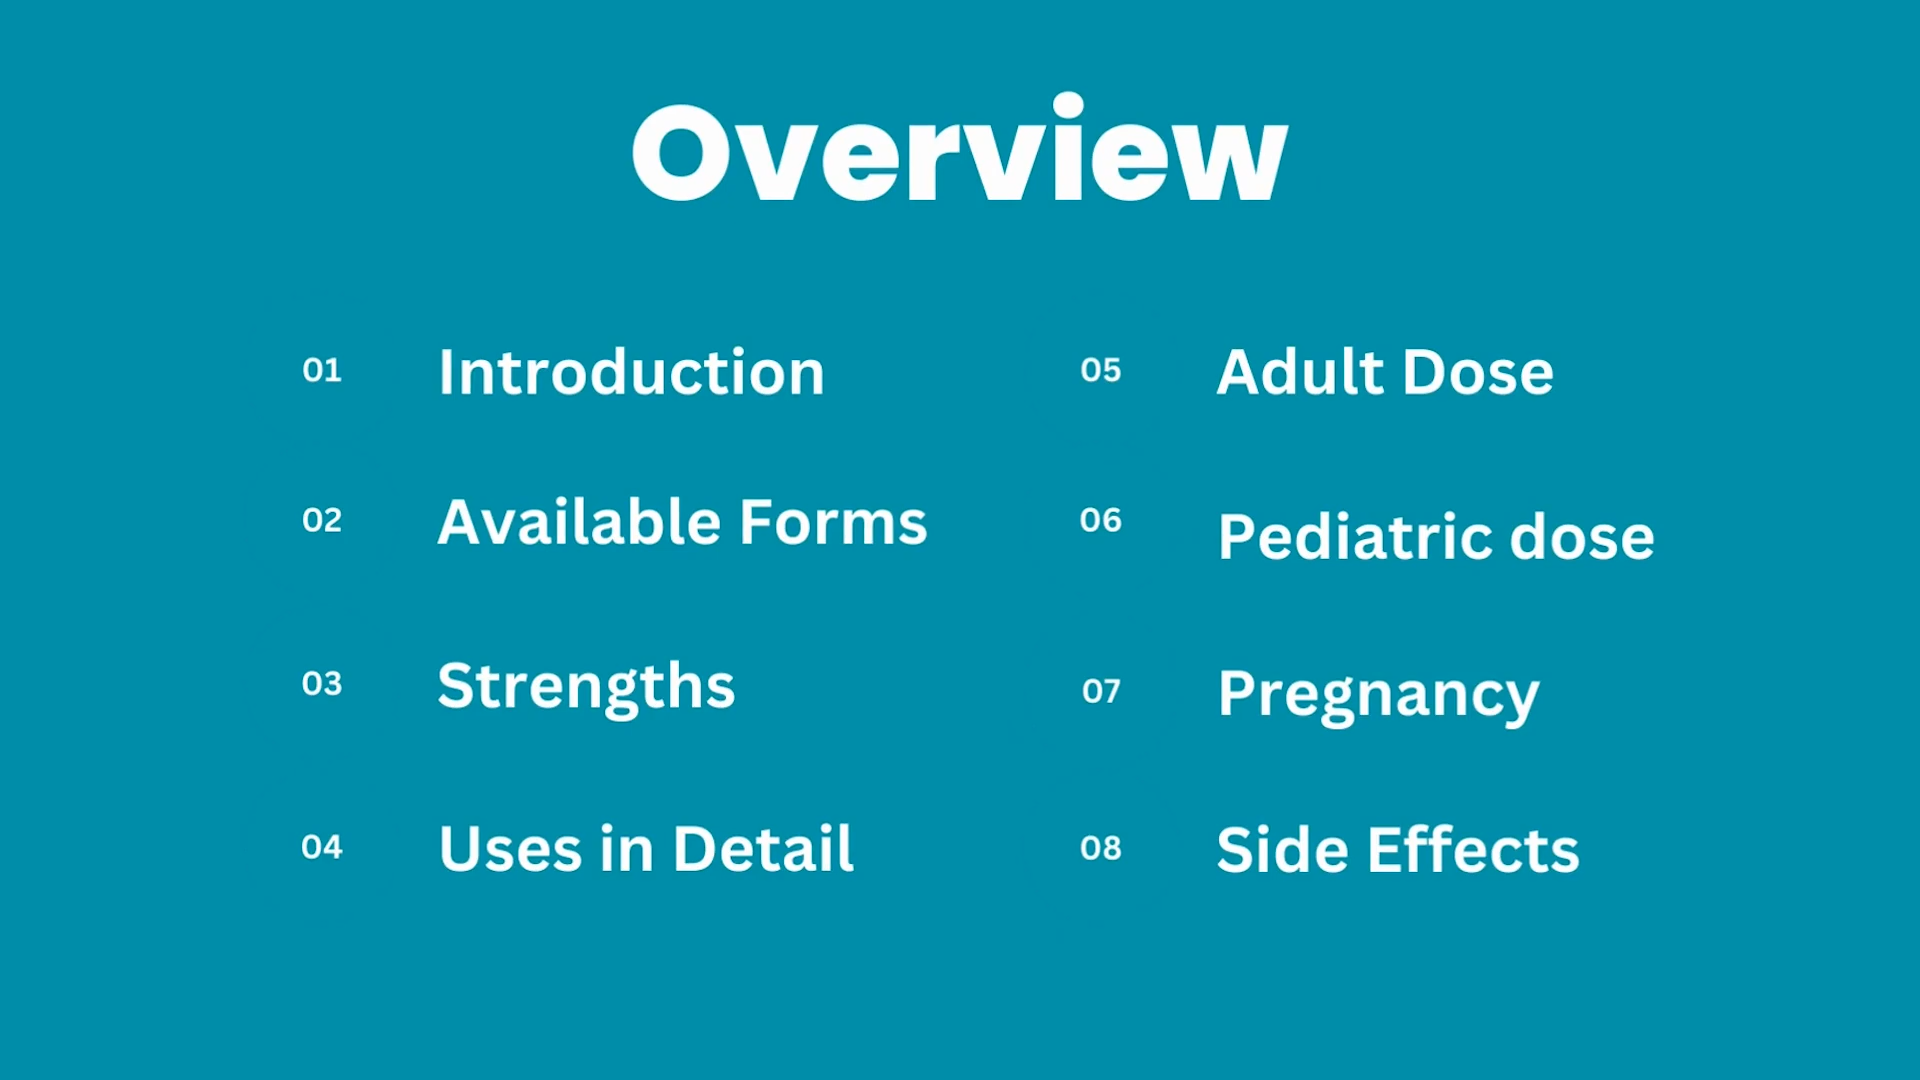 Overview
01 Introduction
02 Available Forms
03 Strengths
04 Uses in Detail
05 Adult Dose
06 Pediatric dose
07 Pregnancy
08 Side Effects